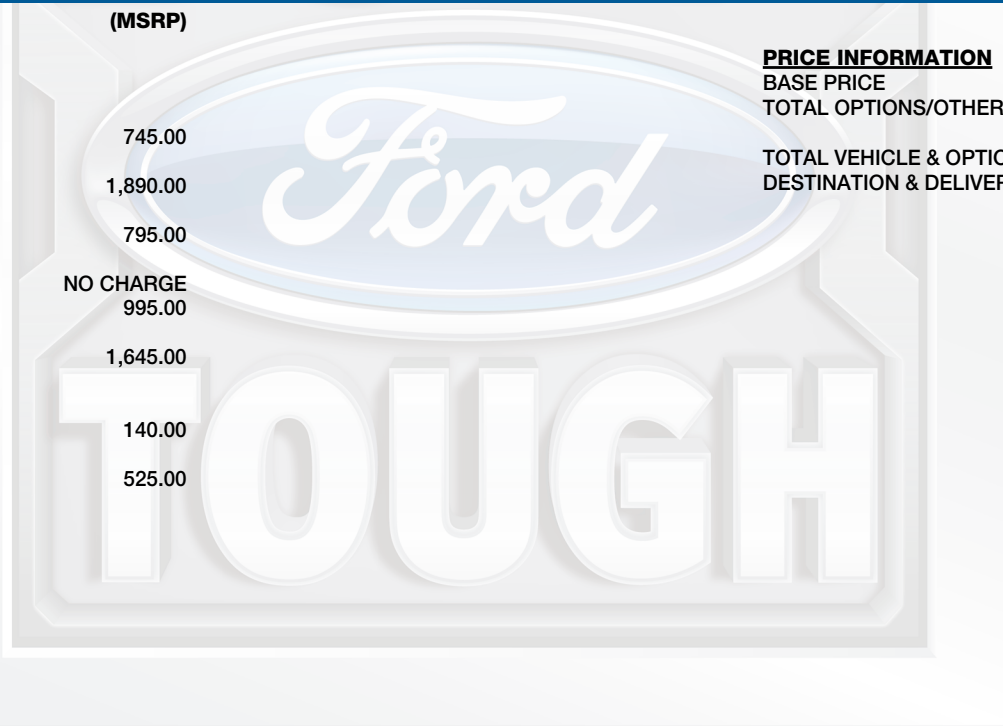 (MSRP)
745.00
1,890.00
795.00
NO CHARGE
995.00
1,645.00
140.00
525.00
PRICE INFORMATION
BASE PRICE
TOTAL OPTIONS/OTHER
TOTAL VEHICLE & OPTIO
DESTINATION & DELIVER
Ford
TOUGH